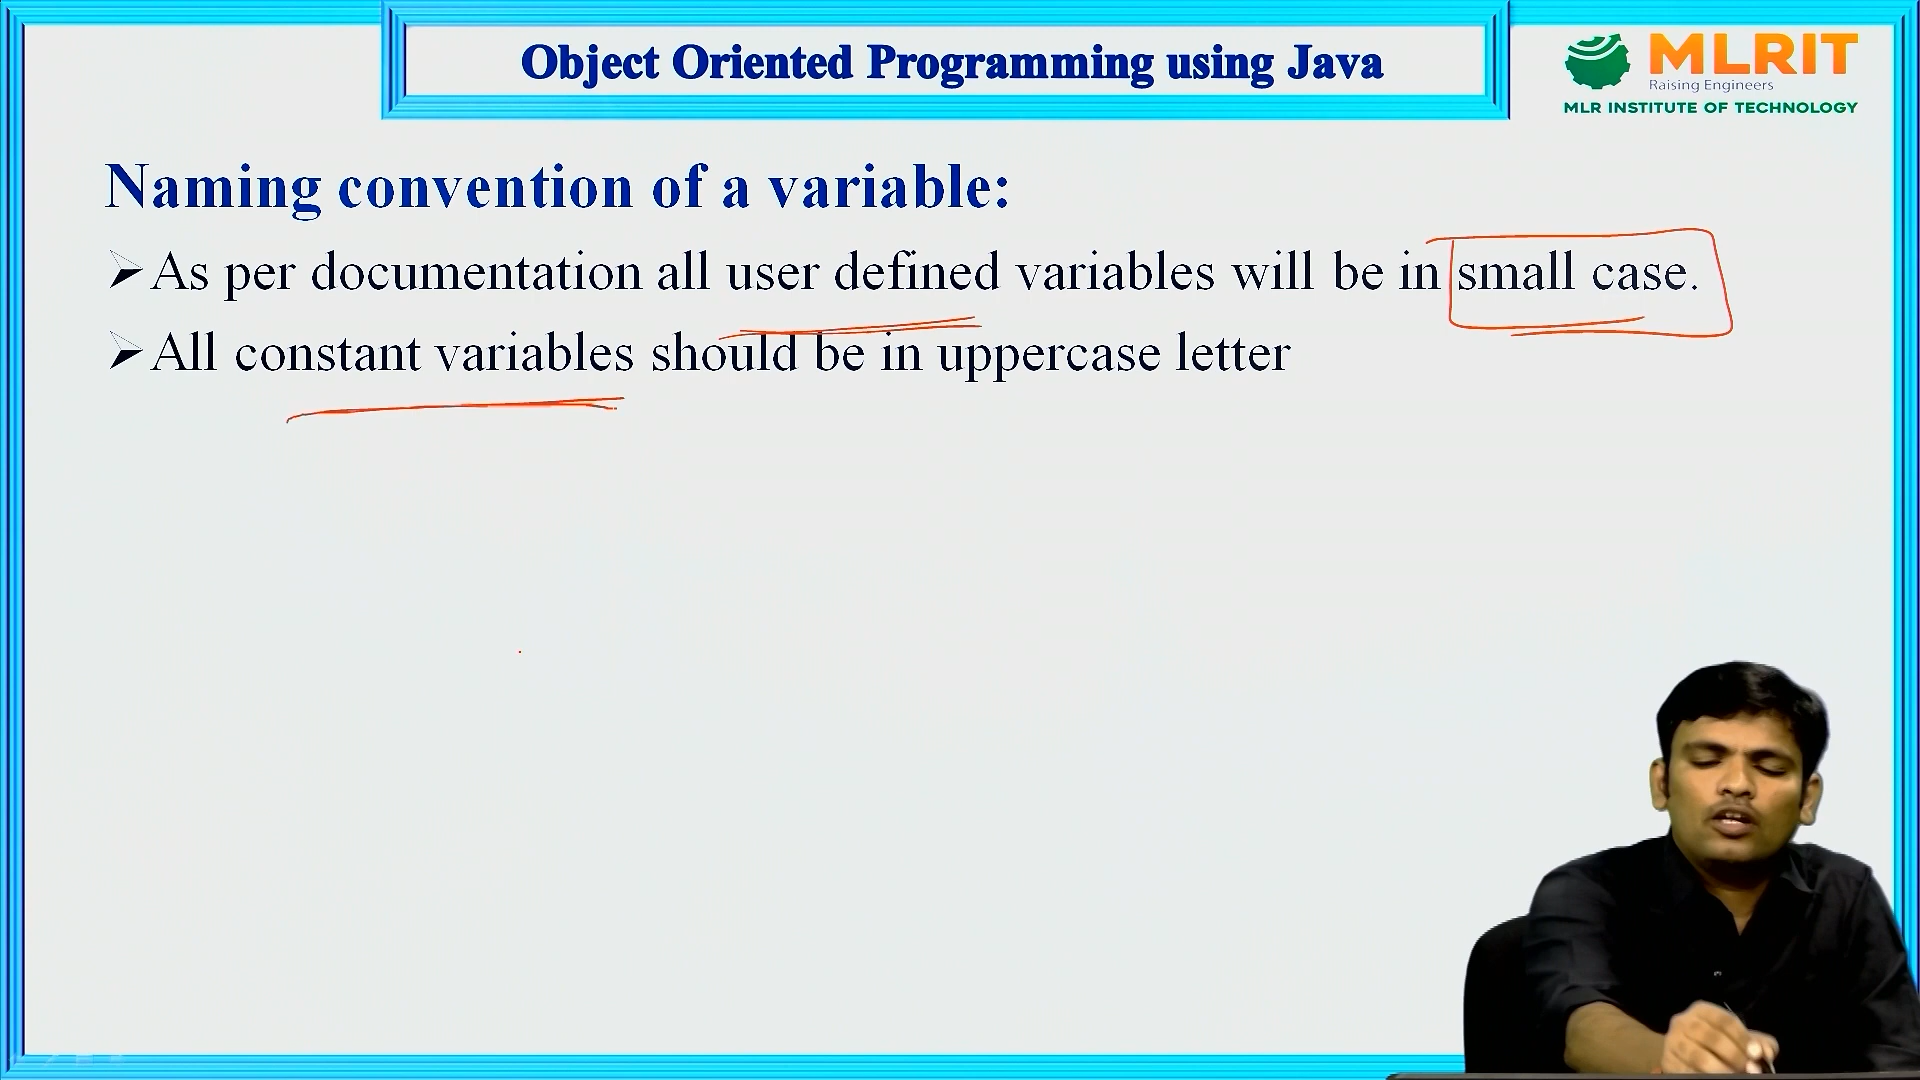 Object Oriented Programming using Java
MLRIT
Raising Engineers
MLR INSTITUTE OF TECHNOLOGY
Naming convention of a variable:
As per documentation all user defined variables will be in small case.
All constant variables should be in uppercase letter